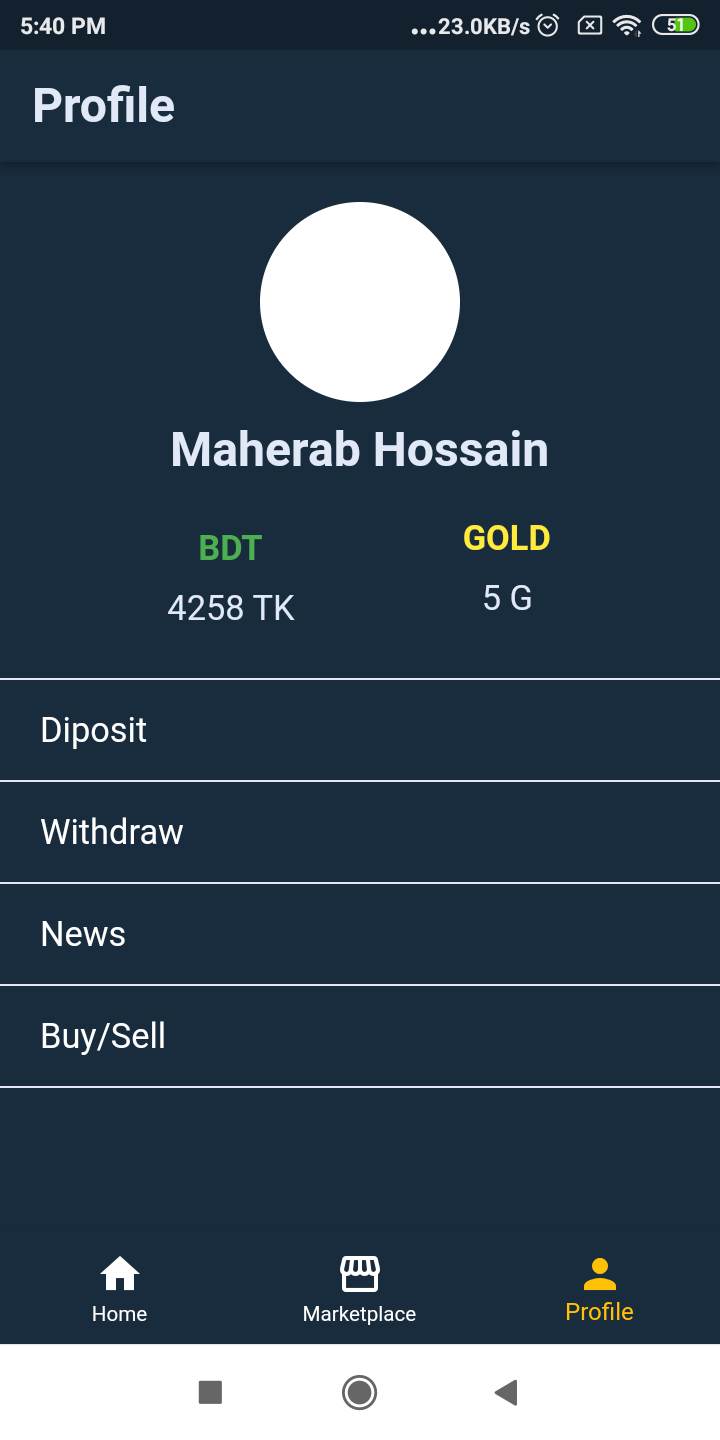 5:40 PM ...23.0KB/s 51
Profile
Maherab Hossain
BDT GOLD
4258 TK 5 G
Diposit
Withdraw
News
Buy/Sell
Home Marketplace Profile